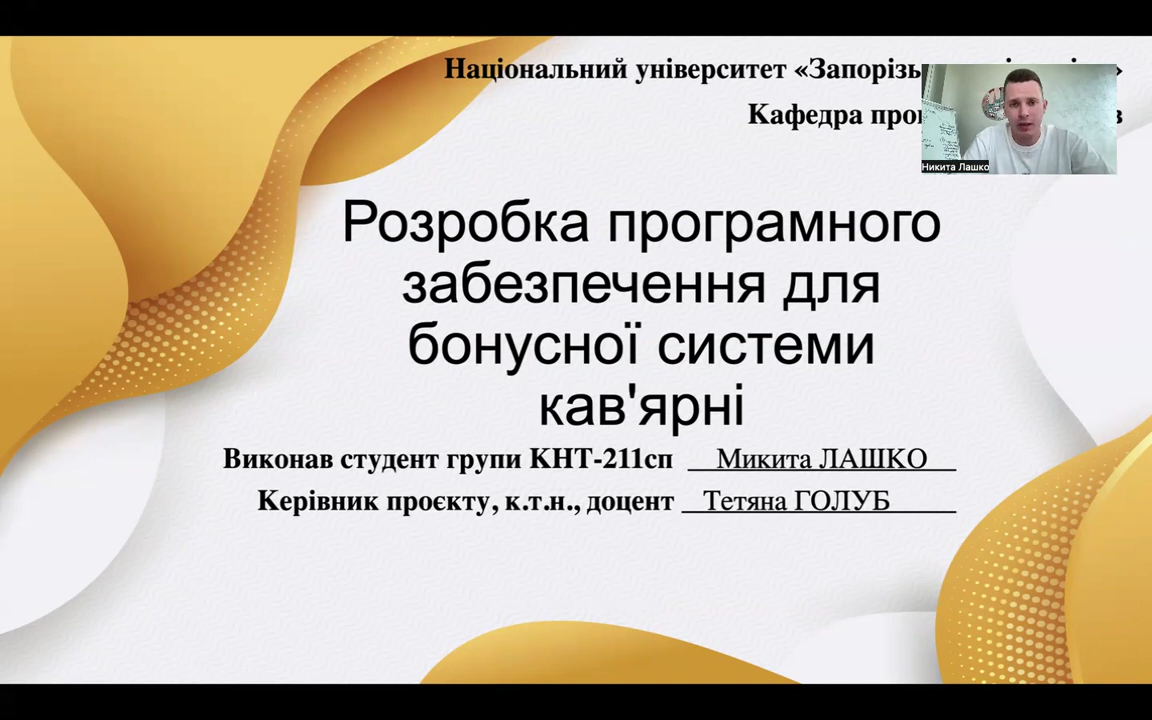 Національний університет «Запорізь
Кафедра
Никита Лашко
Розробка програмного
забезпечення для
бонусної системи
кав'ярні
Виконав студент групи КНТ-211сп Микита ЛАШКО
Керівник проєкту, к.т.н., доцент Тетяна ГОЛУБ